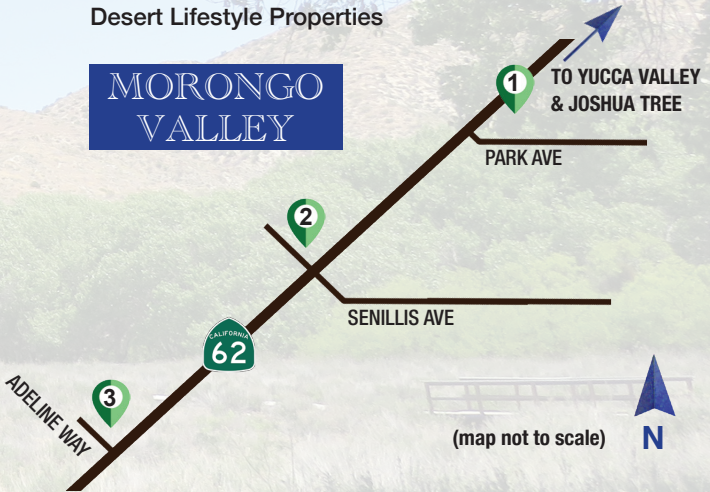 Desert Lifestyle Properties
MORONGO
VALLEY
1
TO YUCCA VALLEY
& JOSHUA TREE
PARK AVE
2
SENILLIS AVE
CALIFORNIA
62
ADELINE WAY
3
(map not to scale)
N